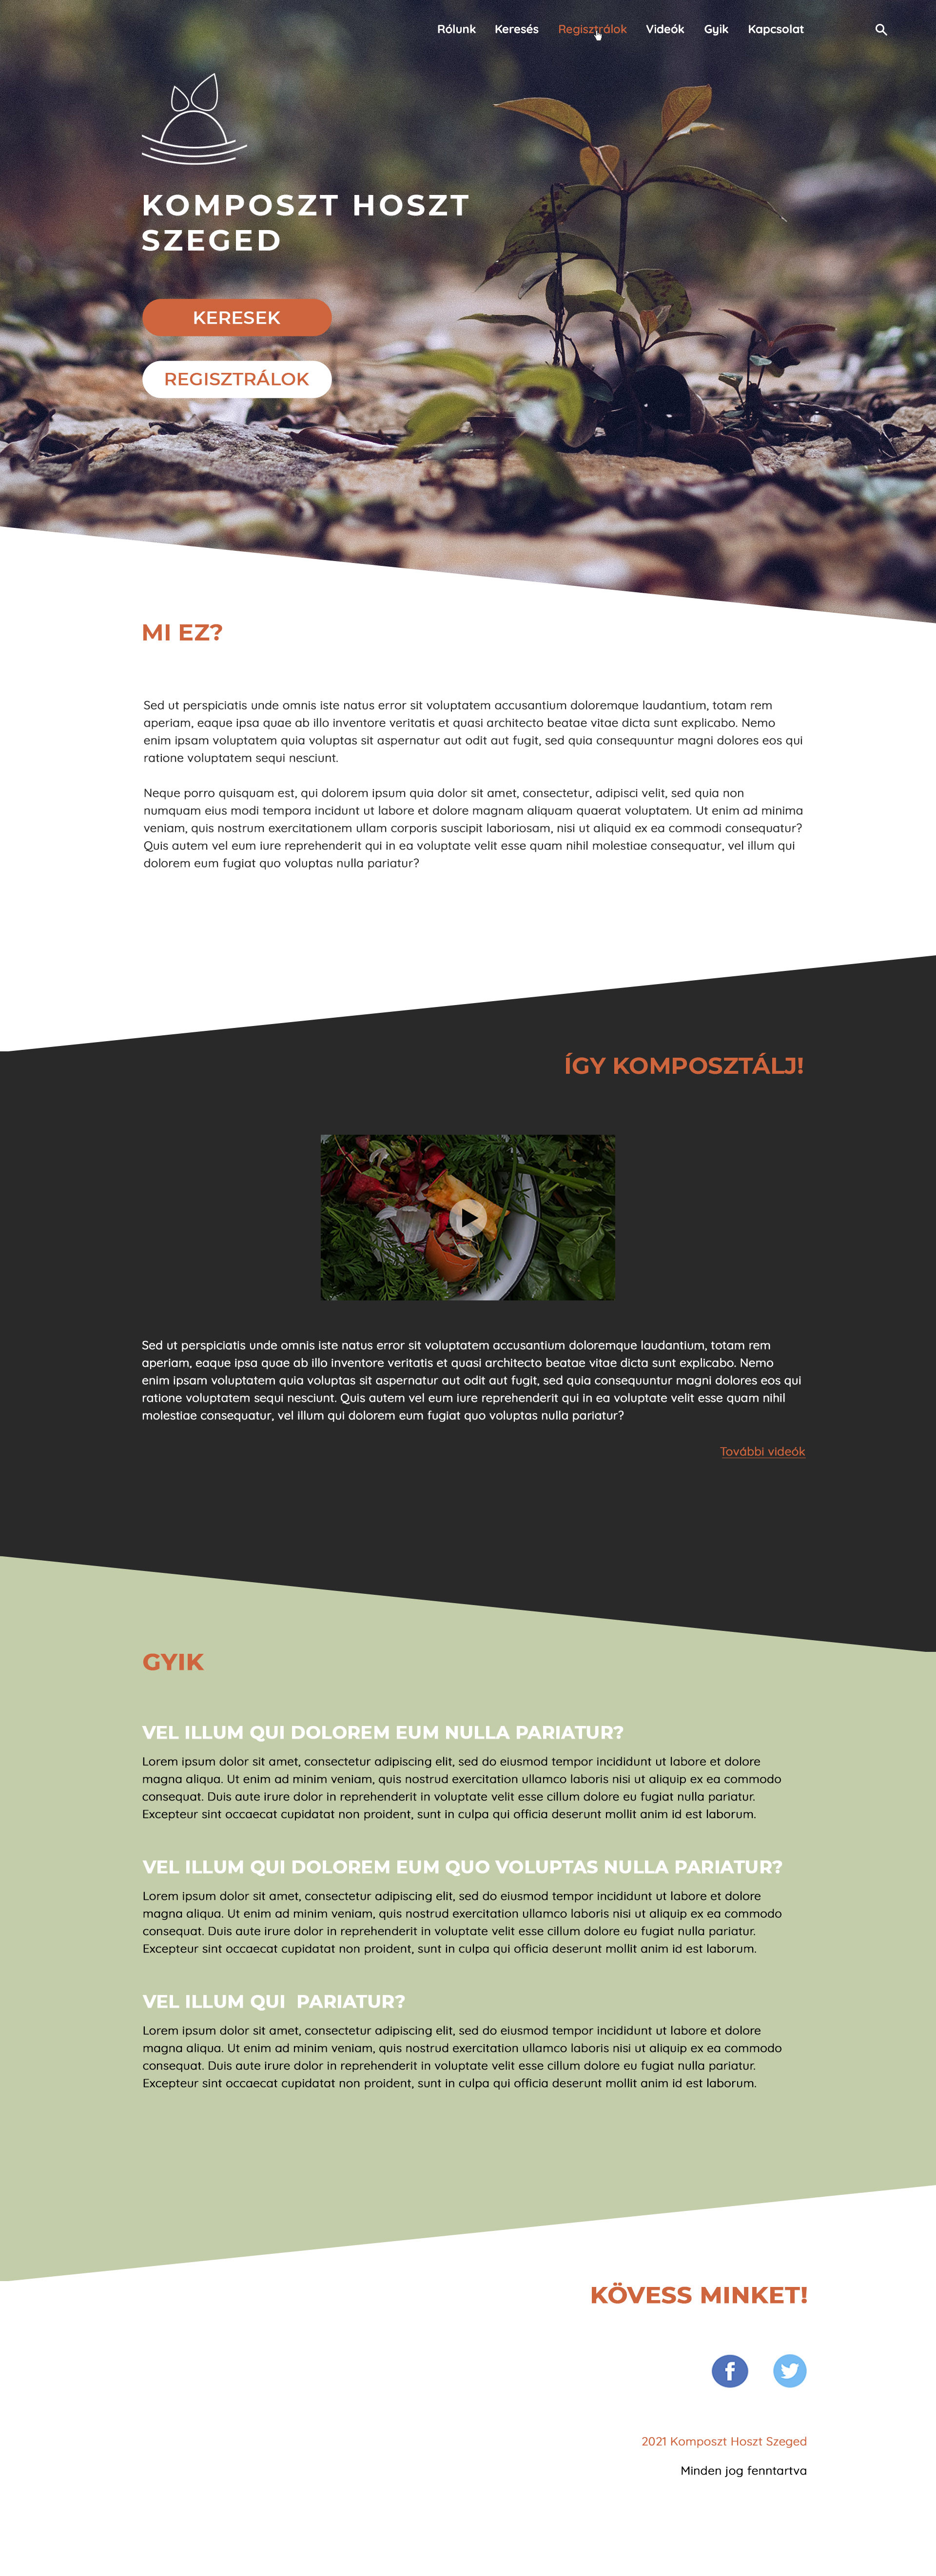 Rólunk Keresés Regisztrálok Videók Gyik Kapcsolat
KOMPOSZT HOSZT
SZEGED
KERESEK
REGISZTRÁLOK
MI EZ?
Sed ut perspiciatis unde omnis iste natus error sit voluptatem accusantium doloremque laudantium, totam rem
aperiam, eaque ipsa quae ab illo inventore veritatis et quasi architecto beatae vitae dicta sunt explicabo. Nemo
enim ipsam voluptatem quia voluptas sit aspernatur aut odit aut fugit, sed quia consequuntur magni dolores eos qui
ratione voluptatem sequi nesciunt.
Neque porro quisquam est, qui dolorem ipsum quia dolor sit amet, consectetur, adipisci velit, sed quia non
numquam eius modi tempora incidunt ut labore et dolore magnam aliquam quaerat voluptatem. Ut enim ad minima
veniam, quis nostrum exercitationem ullam corporis suscipit laboriosam, nisi ut aliquid ex ea commodi consequatur?
Quis autem vel eum iure reprehenderit qui in ea voluptate velit esse quam nihil molestiae consequatur, vel illum qui
dolorem eum fugiat quo voluptas nulla pariatur?
ÍGY KOMPOSZTÁLJ!
Sed ut perspiciatis unde omnis iste natus error sit voluptatem accusantium doloremque laudantium, totam rem
aperiam, eaque ipsa quae ab illo inventore veritatis et quasi architecto beatae vitae dicta sunt explicabo. Nemo
enim ipsam voluptatem quia voluptas sit aspernatur aut odit aut fugit, sed quia consequuntur magni dolores eos qui
ratione voluptatem sequi nesciunt. Quis autem vel eum iure reprehenderit qui in ea voluptate velit esse quam nihil
molestiae consequatur, vel illum qui dolorem eum fugiat quo voluptas nulla pariatur?
További videók
GYIK
VEL ILLUM QUI DOLOREM EUM NULLA PARIATUR?
Lorem ipsum dolor sit amet, consectetur adipiscing elit, sed do eiusmod tempor incididunt ut labore et dolore
magna aliqua. Ut enim ad minim veniam, quis nostrud exercitation ullamco laboris nisi ut aliquip ex ea commodo
consequat. Duis aute irure dolor in reprehenderit in voluptate velit esse cillum dolore eu fugiat nulla pariatur.
Excepteur sint occaecat cupidatat non proident, sunt in culpa qui officia deserunt mollit anim id est laborum.
VEL ILLUM QUI DOLOREM EUM QUO VOLUPTAS NULLA PARIATUR?
Lorem ipsum dolor sit amet, consectetur adipiscing elit, sed do eiusmod tempor incididunt ut labore et dolore
magna aliqua. Ut enim ad minim veniam, quis nostrud exercitation ullamco laboris nisi ut aliquip ex ea commodo
consequat. Duis aute irure dolor in reprehenderit in voluptate velit esse cillum dolore eu fugiat nulla pariatur.
Excepteur sint occaecat cupidatat non proident, sunt in culpa qui officia deserunt mollit anim id est laborum.
VEL ILLUM QUI PARIATUR?
Lorem ipsum dolor sit amet, consectetur adipiscing elit, sed do eiusmod tempor incididunt ut labore et dolore
magna aliqua. Ut enim ad minim veniam, quis nostrud exercitation ullamco laboris nisi ut aliquip ex ea commodo
consequat. Duis aute irure dolor in reprehenderit in voluptate velit esse cillum dolore eu fugiat nulla pariatur.
Excepteur sint occaecat cupidatat non proident, sunt in culpa qui officia deserunt mollit anim id est laborum.
KÖVESS MINKET!
2021 Komposzt Hoszt Szeged
Minden jog fenntartva